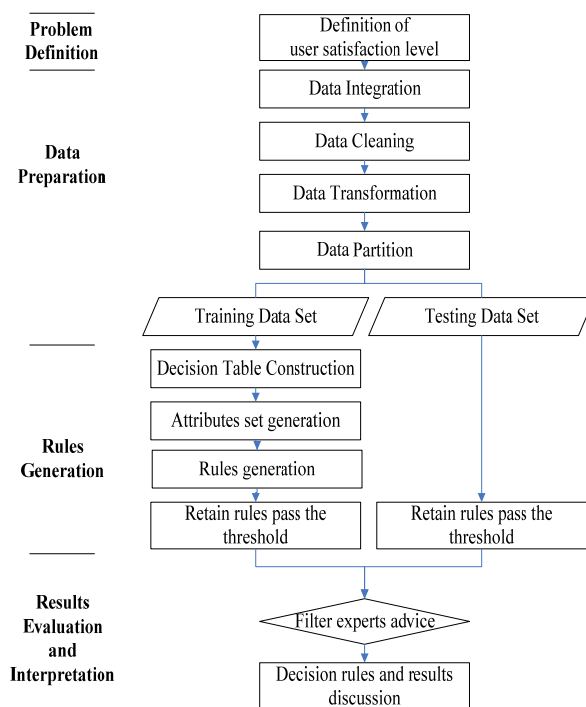 Problem
Definition
Definition of
user satisfaction level
Data
Preparation
Data Integration
Data Cleaning
Data Transformation
Data Partition
Training Data Set
Testing Data Set
Rules
Generation
Decision Table Construction
Attributes set generation
Rules generation
Retain rules pass the
threshold
Retain rules pass the
threshold
Results
Evaluation
and
Interpretation
Filter experts advice
Decision rules and results
discussion